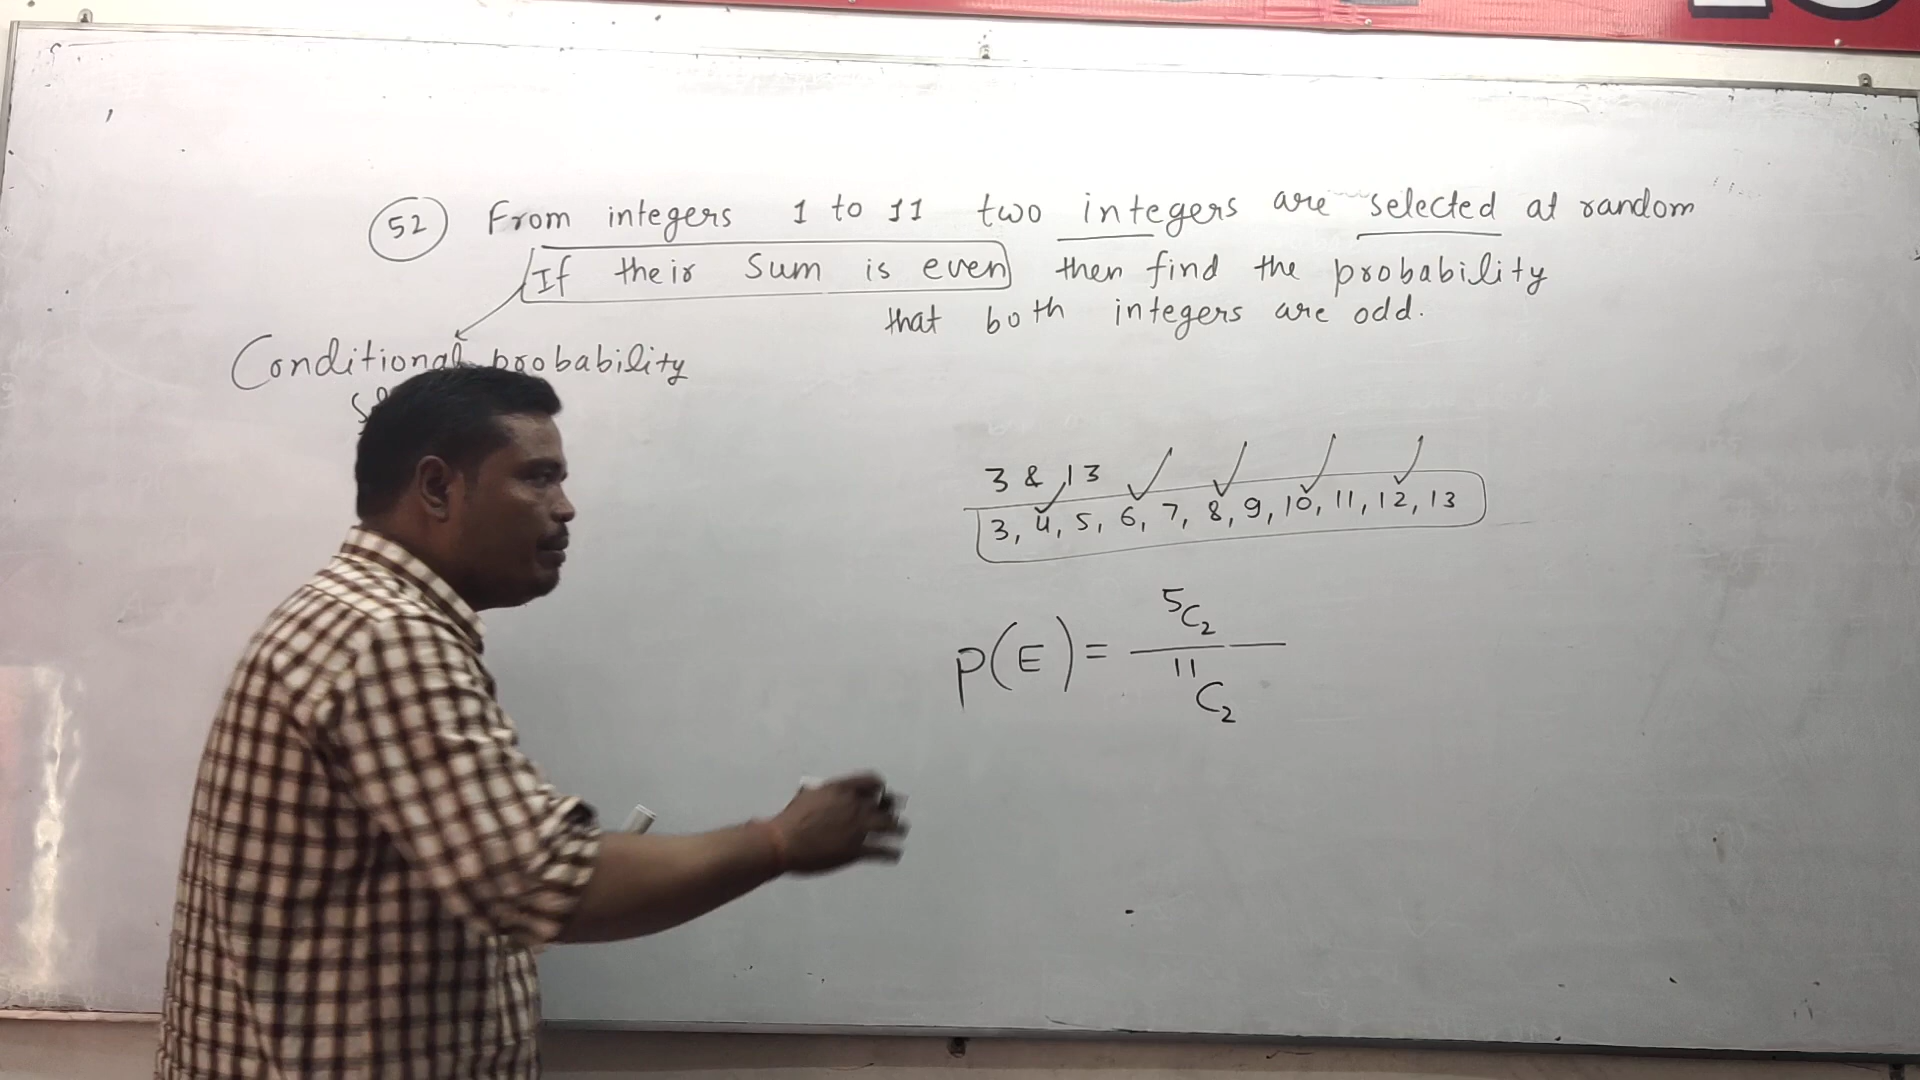 52 From integers 1 to 11 two integers are selected at random
If their sum is even then find the probability
that both integers are odd.
Conditional probability
3 & 13
3, 4, 5, 6, 7, 8, 9, 10, 11, 12, 13
P(E) = ⁵C₂ / ¹¹C₂